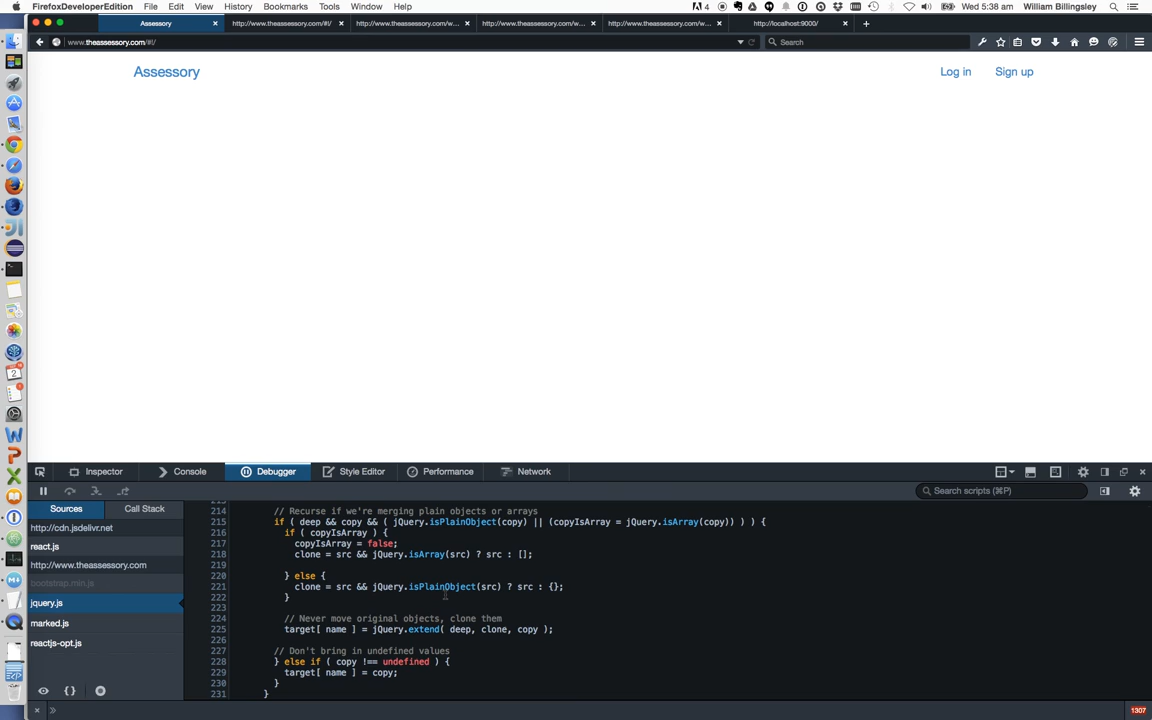 FirefoxDeveloperEdition File Edit View History Bookmarks Tools Window Help 4 Wed 5:38 am William Billingsley
Assessory http://www.theassessory.com/#!/ http://www.theassessory.com/w... http://www.theassessory.com/w... http://www.theassessory.com/w... http://localhost:9000/
www.theassessory.com/#!/ Search
Assessory Log in Sign up
Inspector Console Debugger Style Editor Performance Network
Search scripts (⌘P)
Sources Call Stack
http://cdn.jsdelivr.net
react.js
http://www.theassessory.com
bootstrap.min.js
jquery.js
marked.js
reactjs-opt.js
214 // Recurse if we're merging plain objects or arrays
215 if ( deep && copy && ( jQuery.isPlainObject(copy) || (copyIsArray = jQuery.isArray(copy)) ) ) {
216 if ( copyIsArray ) {
217 copyIsArray = false;
218 clone = src && jQuery.isArray(src) ? src : [];
219
220 } else {
221 clone = src && jQuery.isPlainObject(src) ? src : {};
222 }
223
224 // Never move original objects, clone them
225 target[ name ] = jQuery.extend( deep, clone, copy );
226
227 // Don't bring in undefined values
228 } else if ( copy !== undefined ) {
229 target[ name ] = copy;
230 }
231 }
1307